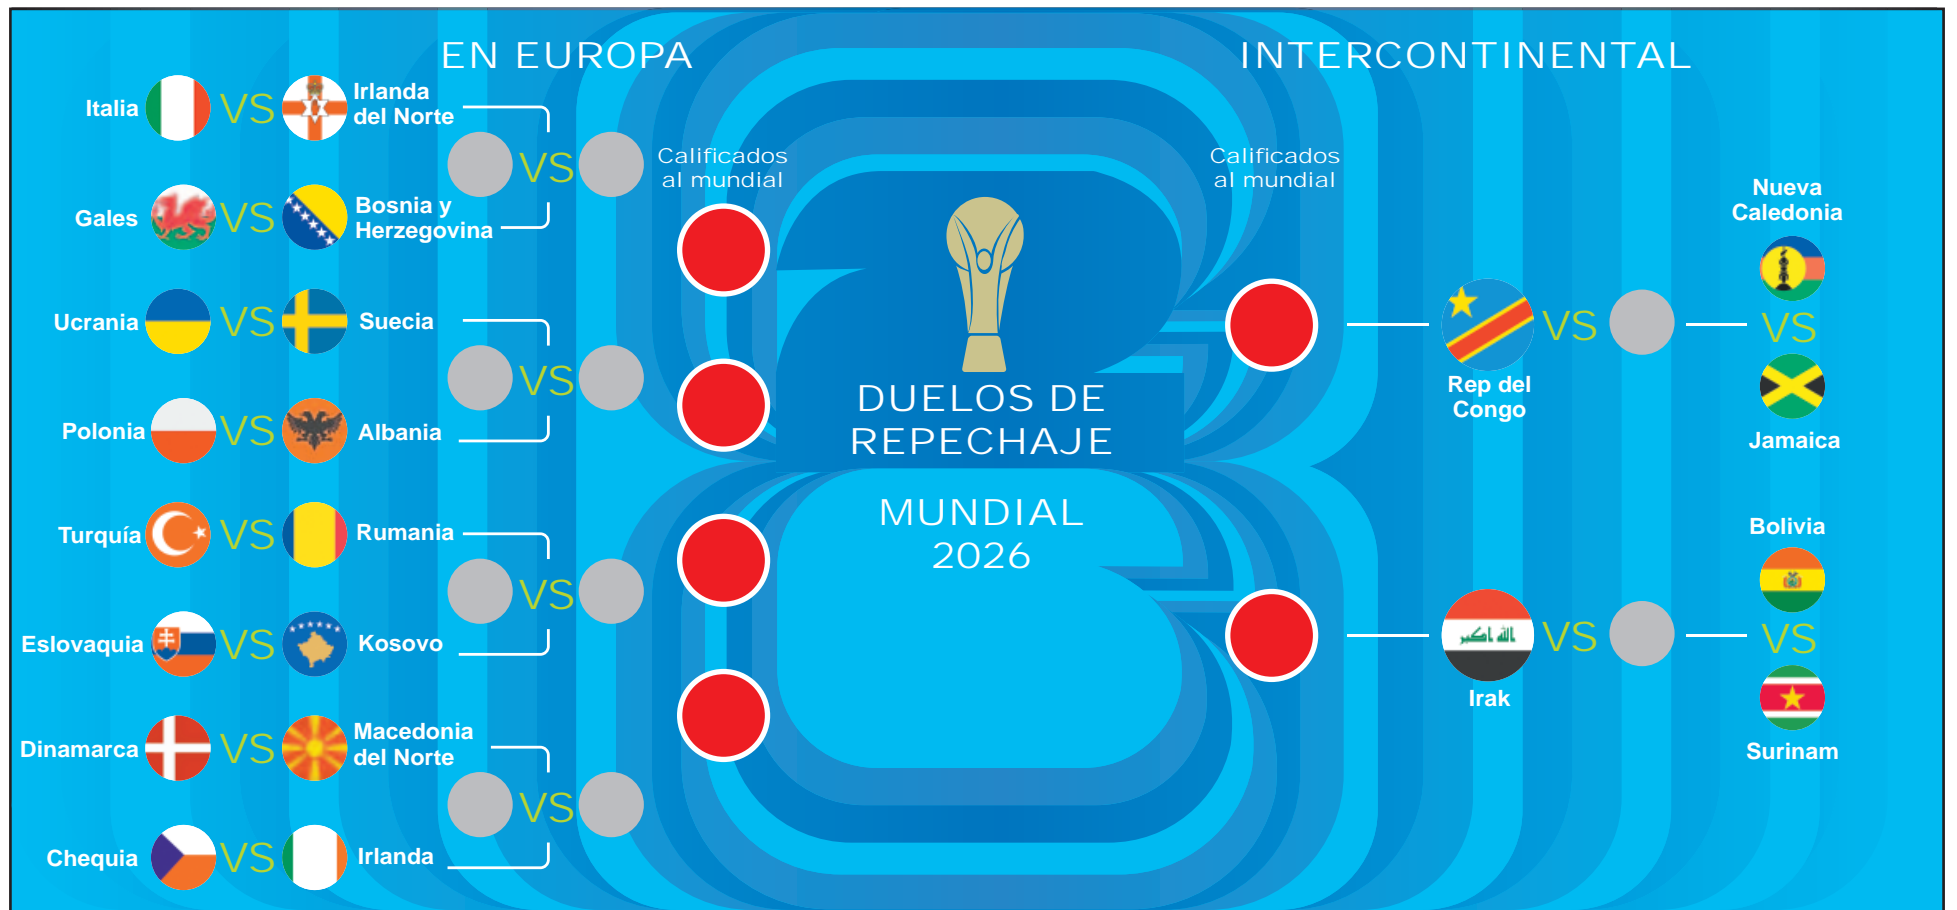 EN EUROPA
Italia VS Irlanda
del Norte
VS
Gales VS Bosnia y
Herzegovina
Ucrania VS Suecia
VS
Polonia VS Albania
Turquía VS Rumania
VS
Eslovaquia VS Kosovo
Dinamarca VS Macedonia
del Norte
VS
Chequia VS Irlanda
Calificados
al mundial
DUELOS DE
REPECHAJE
MUNDIAL
2026
INTERCONTINENTAL
Calificados
al mundial
Rep del
Congo
VS
Nueva
Caledonia
VS
Jamaica
Irak
الله اكبر
VS
Bolivia
VS
Surinam